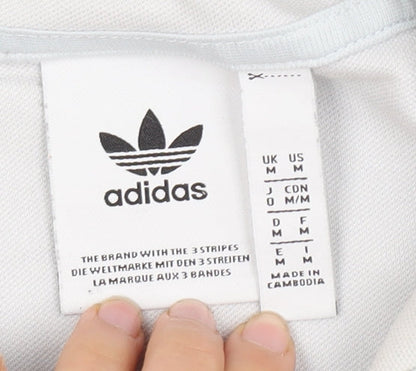 adidas
THE BRAND WITH THE 3 STRIPES
DIE WELTMARKE MIT DEN 3 STREIFEN
LA MARQUE AUX 3 BANDES
UK US
M M
J CDN
O M/M
D F
M M
E I
M M
MADE IN
CAMBODIA